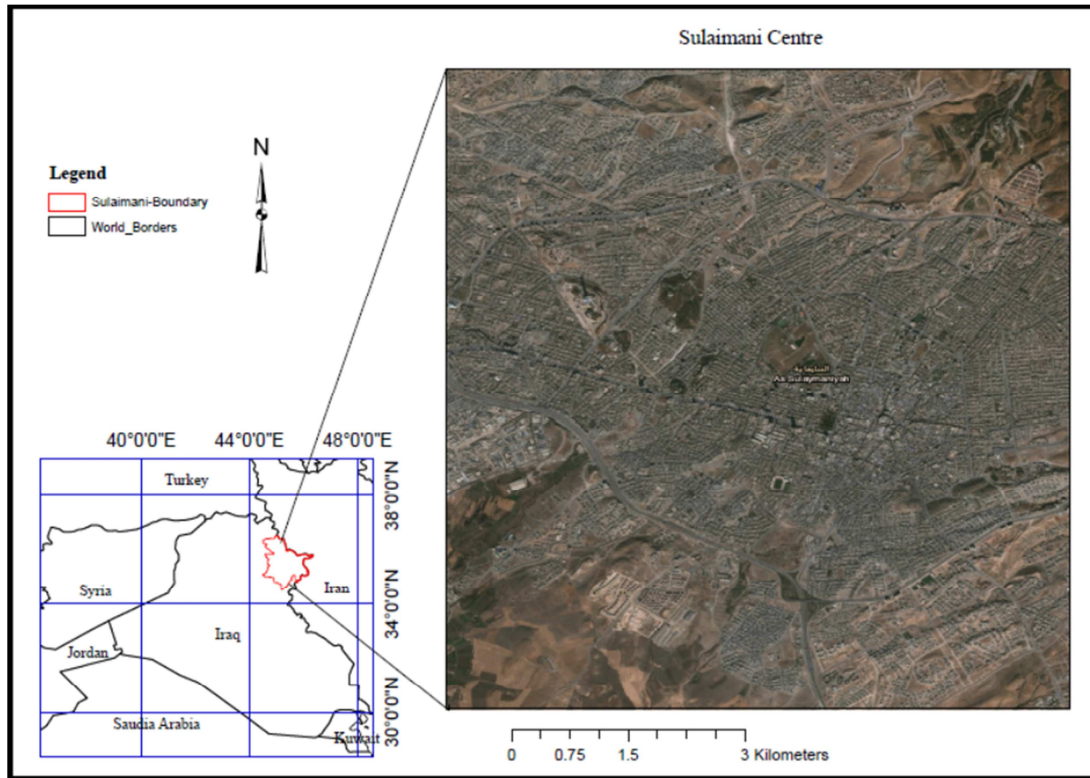 Sulaimani Centre
N
Legend
Sulaimani-Boundary
World_Borders
السليمانية
As Sulaymaniyah
40°0'0"E 44°0'0"E 48°0'0"E
38°0'0"N
34°0'0"N
30°0'0"N
Turkey
Syria
Iran
Iraq
Jordan
Saudia Arabia
Kuwait
0 0.75 1.5 3 Kilometers